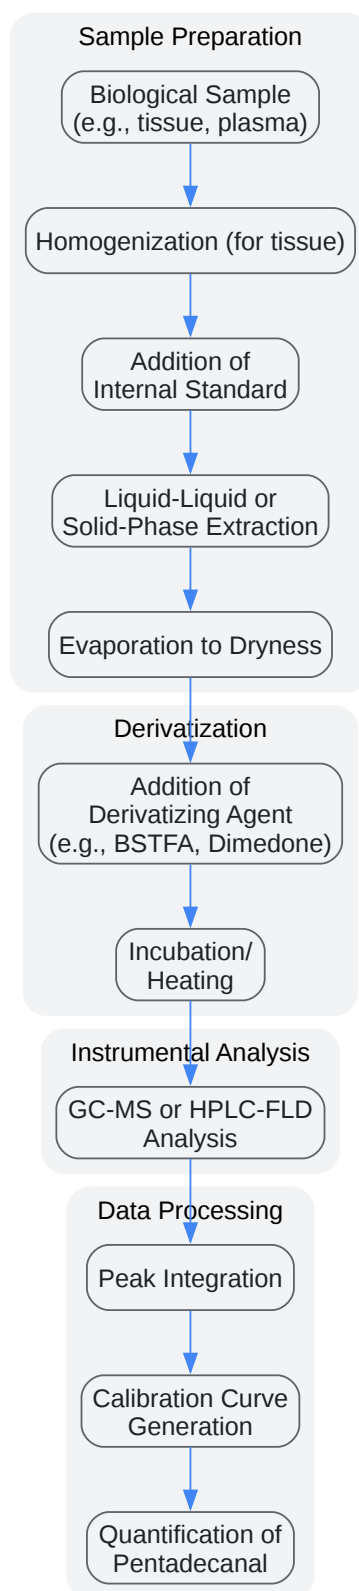 Sample Preparation
Biological Sample
(e.g., tissue, plasma)
Homogenization (for tissue)
Addition of
Internal Standard
Liquid-Liquid or
Solid-Phase Extraction
Evaporation to Dryness
Derivatization
Addition of
Derivatizing Agent
(e.g., BSTFA, Dimedone)
Incubation/
Heating
Instrumental Analysis
GC-MS or HPLC-FLD
Analysis
Data Processing
Peak Integration
Calibration Curve
Generation
Quantification of
Pentadecanal